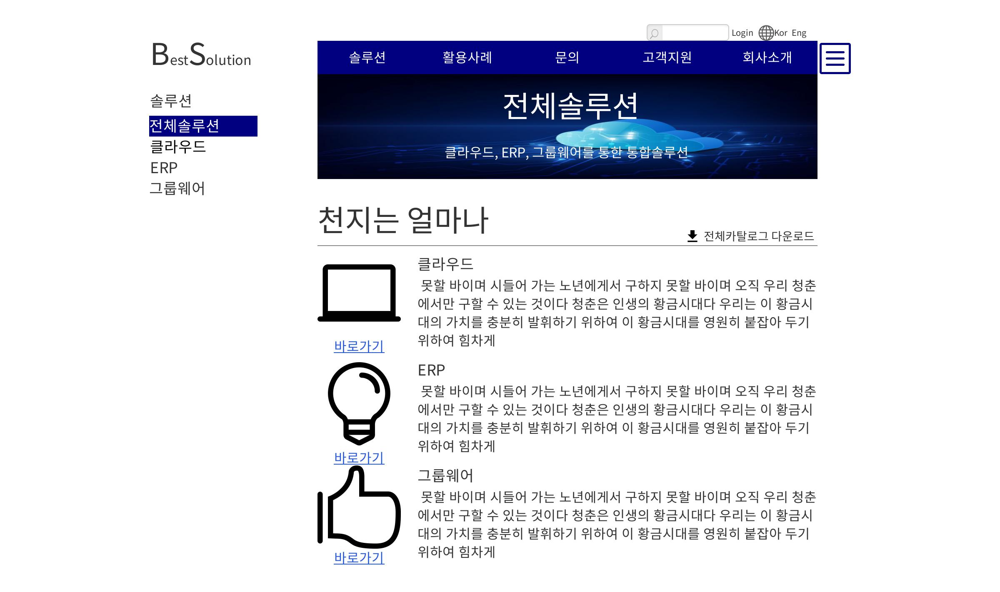 Login Kor Eng
BestSolution
솔루션 활용사례 문의 고객지원 회사소개
솔루션
전체솔루션
클라우드
ERP
그룹웨어
전체솔루션
클라우드, ERP, 그룹웨어를 통한 통합솔루션
천지는 얼마나
전체카탈로그 다운로드
클라우드
못할 바이며 시들어 가는 노년에게서 구하지 못할 바이며 오직 우리 청춘
에서만 구할 수 있는 것이다 청춘은 인생의 황금시대다 우리는 이 황금시
대의 가치를 충분히 발휘하기 위하여 이 황금시대를 영원히 붙잡아 두기
위하여 힘차게
바로가기
ERP
못할 바이며 시들어 가는 노년에게서 구하지 못할 바이며 오직 우리 청춘
에서만 구할 수 있는 것이다 청춘은 인생의 황금시대다 우리는 이 황금시
대의 가치를 충분히 발휘하기 위하여 이 황금시대를 영원히 붙잡아 두기
위하여 힘차게
바로가기
그룹웨어
못할 바이며 시들어 가는 노년에게서 구하지 못할 바이며 오직 우리 청춘
에서만 구할 수 있는 것이다 청춘은 인생의 황금시대다 우리는 이 황금시
대의 가치를 충분히 발휘하기 위하여 이 황금시대를 영원히 붙잡아 두기
위하여 힘차게
바로가기